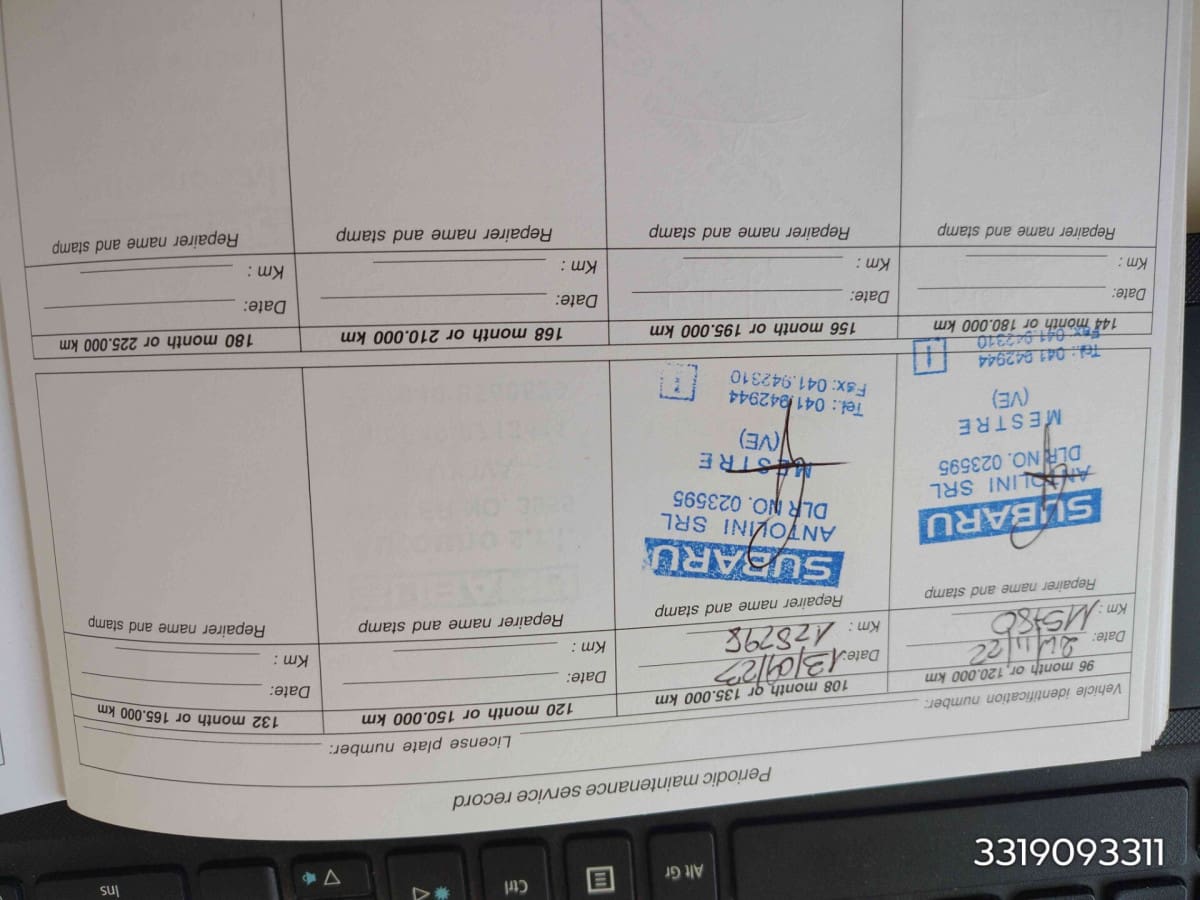 Periodic maintenance service record
Vehicle identification number:
License plate number:
96 month or 120.000 km
Date: 24/11/22
Km:
Repairer name and stamp
SUBARU
ANTOLINI SRL
DLR NO. 023595
MESTRE
(VE)
Tel.: 041.942944
Fax: 041.942310
108 month or 135.000 km
Date: 13/09/23
Km: 128298
Repairer name and stamp
SUBARU
ANTOLINI SRL
DLR NO. 023595
MESTRE
(VE)
Tel.: 041.942944
Fax: 041.942310
120 month or 150.000 km
Date:
Km:
Repairer name and stamp
132 month or 165.000 km
Date:
Km:
Repairer name and stamp
144 month or 180.000 km
Date:
Km:
Repairer name and stamp
156 month or 195.000 km
Date:
Km:
Repairer name and stamp
168 month or 210.000 km
Date:
Km:
Repairer name and stamp
180 month or 225.000 km
Date:
Km:
Repairer name and stamp
Alt Gr
Ctrl
Ins
3319093311